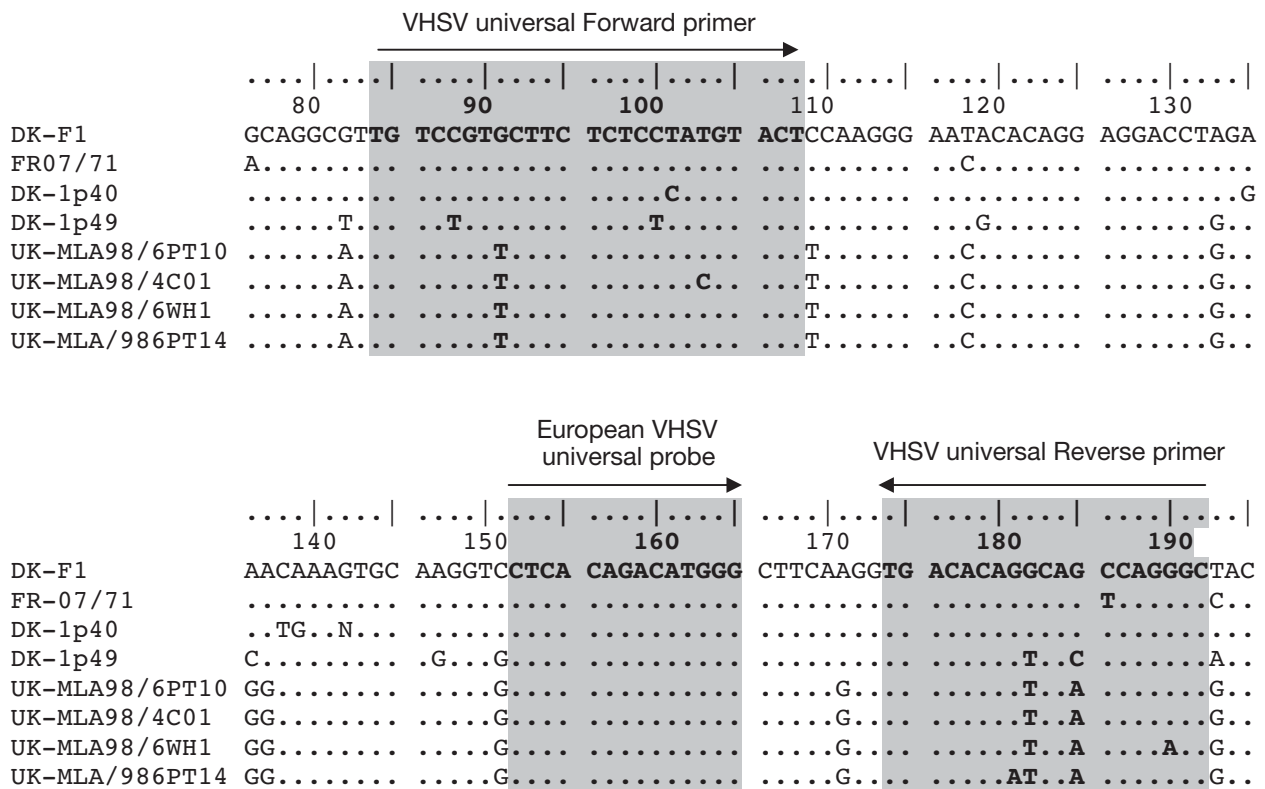 VHSV universal Forward primer
....|....| ....|....| ....|....| ....|....| ....|....| ....|....|
80 90 100 110 120 130
DK–F1 GCAGGCGTTG TCCGTGCTTC TCTCCTATGT ACTCCAAGGG AATACACAGG AGGACCTAGA
FR07/71 A......... .......... .......... .......... ..C....... ..........
DK–1p40 .......... .......... .....C.... .......... .......... .........G
DK–1p49 ......T... ..T....... ....T..... .......... ...G...... .......G..
UK–MLA98/6PT10 ......A... .....T.... .......... ...T...... ..C....... .......G..
UK–MLA98/4C01 ......A... .....T.... .......C.. ...T...... ..C....... .......G..
UK–MLA98/6WH1 ......A... .....T.... .......... ...T...... ..C....... .......G..
UK–MLA/986PT14 ......A... .....T.... .......... ...T...... ..C....... .......G..
European VHSV
universal probe
VHSV universal Reverse primer
....|....| ....|....| ....|....| ....|....| ....|....| ....|....|
140 150 160 170 180 190
DK–F1 AACAAAGTGC AAGGTCCTCA CAGACATGGG CTTCAAGGTG ACACAGGCAG CCAGGGCTAC
FR–07/71 .......... .......... .......... .......... .......... T......C..
DK–1p40 ..TG..N... .......... .......... .......... .......... ..........
DK–1p49 C......... .G...G.... .......... .......... ......T..C .......A..
UK–MLA98/6PT10 GG........ .....G.... .......... .....G.... ......T..A .......G..
UK–MLA98/4C01 GG........ .....G.... .......... .....G.... ......T..A .......G..
UK–MLA98/6WH1 GG........ .....G.... .......... .....G.... ......T..A ....A..G..
UK–MLA/986PT14 GG........ .....G.... .......... .....G.... .....AT..A .......G..